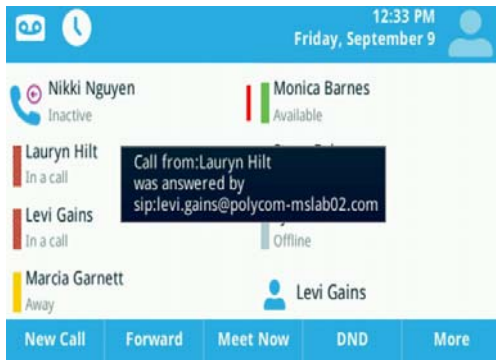 12:33 PM
Friday, September 9
Nikki Nguyen
Inactive
Monica Barnes
Available
Lauryn Hilt
In a call
Call from:Lauryn Hilt
was answered by
sip:levi.gains@polycom-mslab02.com
Levi Gains
In a call
Offline
Marcia Garnett
Away
Levi Gains
New Call
Forward
Meet Now
DND
More